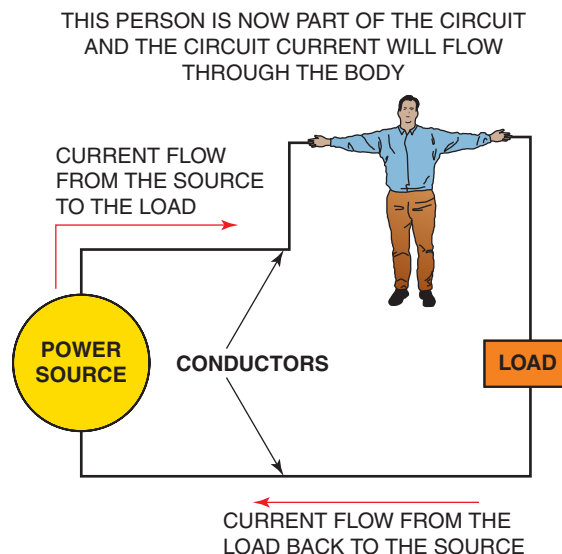 THIS PERSON IS NOW PART OF THE CIRCUIT
AND THE CIRCUIT CURRENT WILL FLOW
THROUGH THE BODY
CURRENT FLOW
FROM THE SOURCE
TO THE LOAD
POWER
SOURCE
CONDUCTORS
LOAD
CURRENT FLOW FROM THE
LOAD BACK TO THE SOURCE